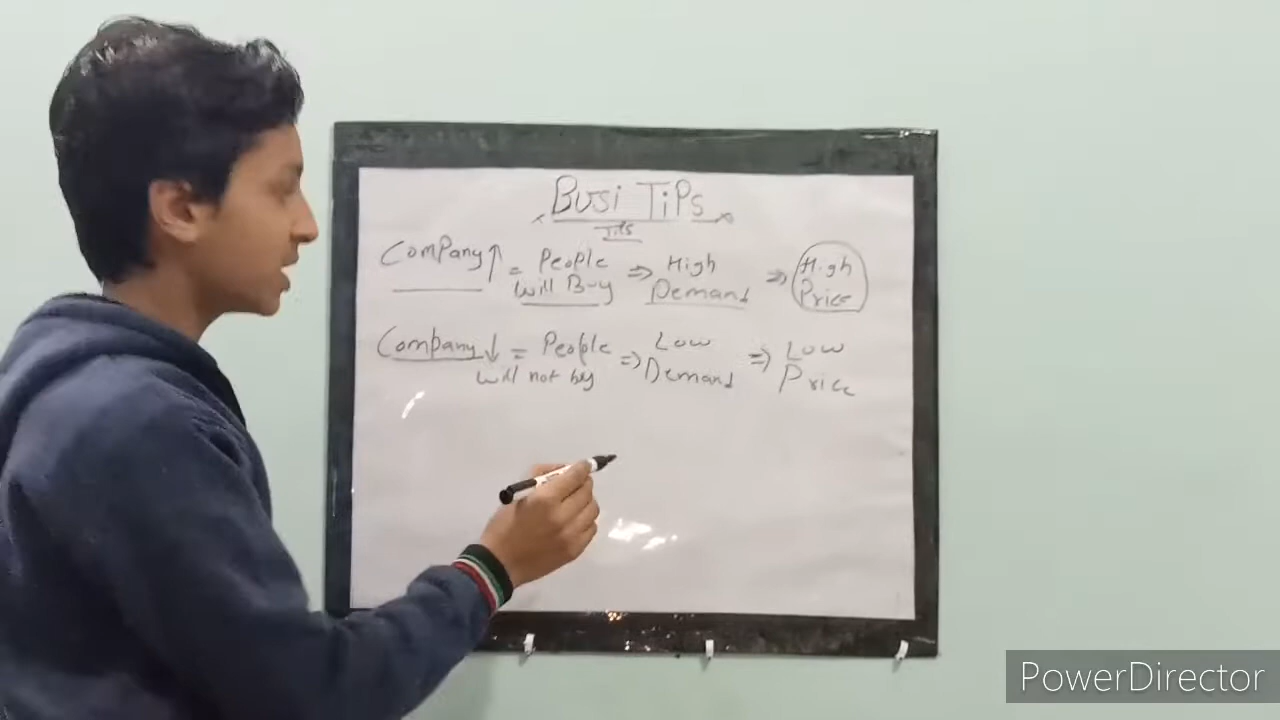 BUSI TiPS
TiPS
Company ↑ = People will Buy ⇒ High Demand ⇒ High Price
Company ↓ = People will not buy ⇒ Low Demand ⇒ Low Price
PowerDirector